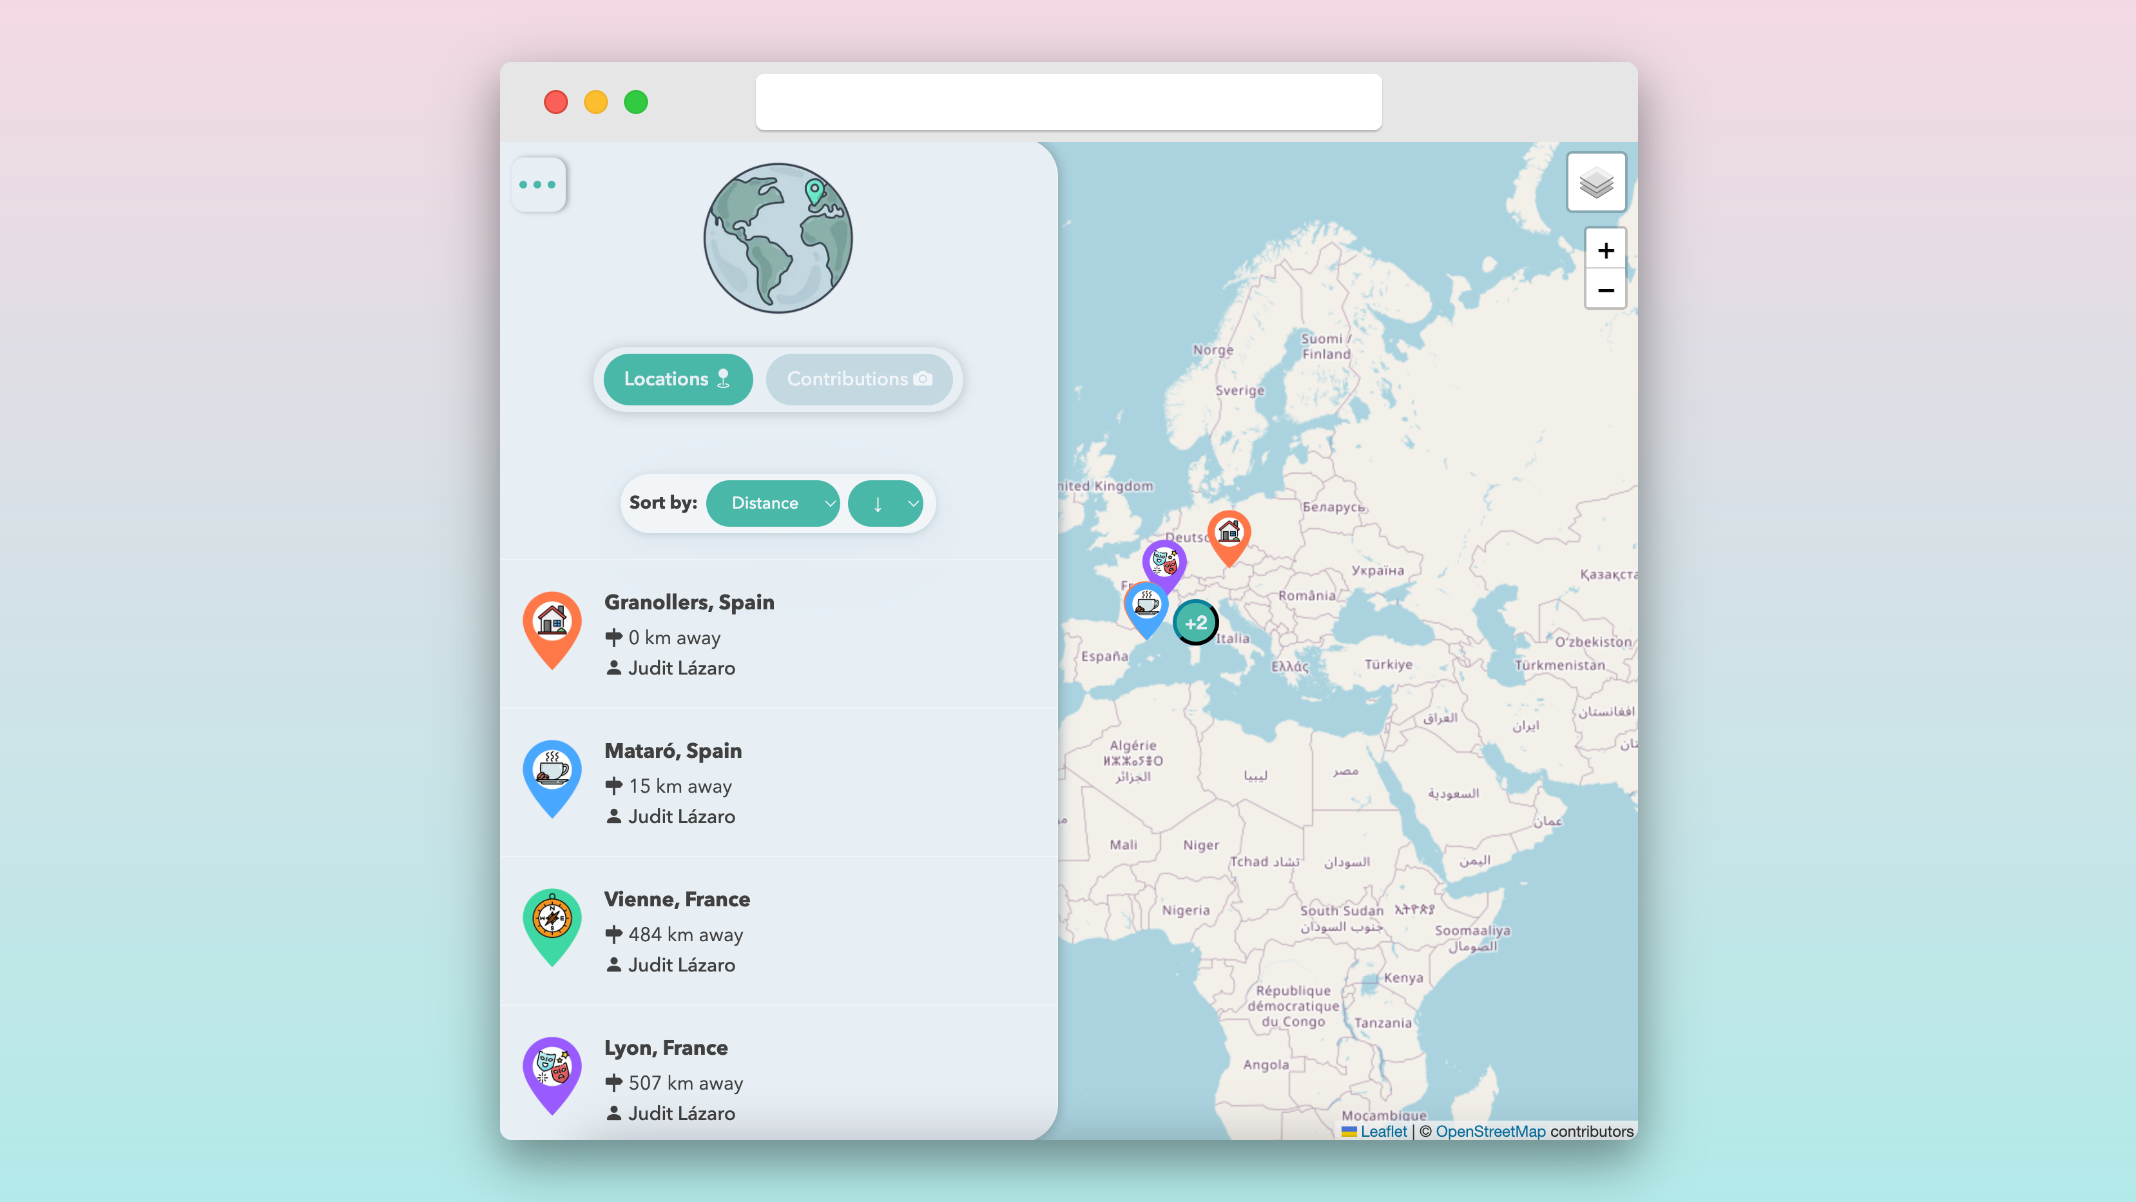 Locations
Contributions
Sort by: Distance ↓
Granollers, Spain
0 km away
Judit Lázaro
Mataró, Spain
15 km away
Judit Lázaro
Vienne, France
484 km away
Judit Lázaro
Lyon, France
507 km away
Judit Lázaro
+
−
Norge
Suomi /
Finland
Sverige
nited Kingdom
Беларусь
Deutsc
Україна
Қазақста
Fr
România
+2
Italia
O'zbekiston
España
Ελλάς
Türkiye
Türkmenistan
العراق
ایران
افغانستان
Algérie
ⵍⵣⵣⴰⵢⴻⵔ
الجزائر
ليبيا
مصر
السعودية
عمان
Mali
Niger
Tchad تشاد
السودان
اليمن
Nigeria
South Sudan
جنوب السودان
ኢትዮጵያ
Soomaaliya
الصومال
Kenya
République
démocratique
du Congo
Tanzania
Angola
Moçambique
Leaflet | © OpenStreetMap contributors